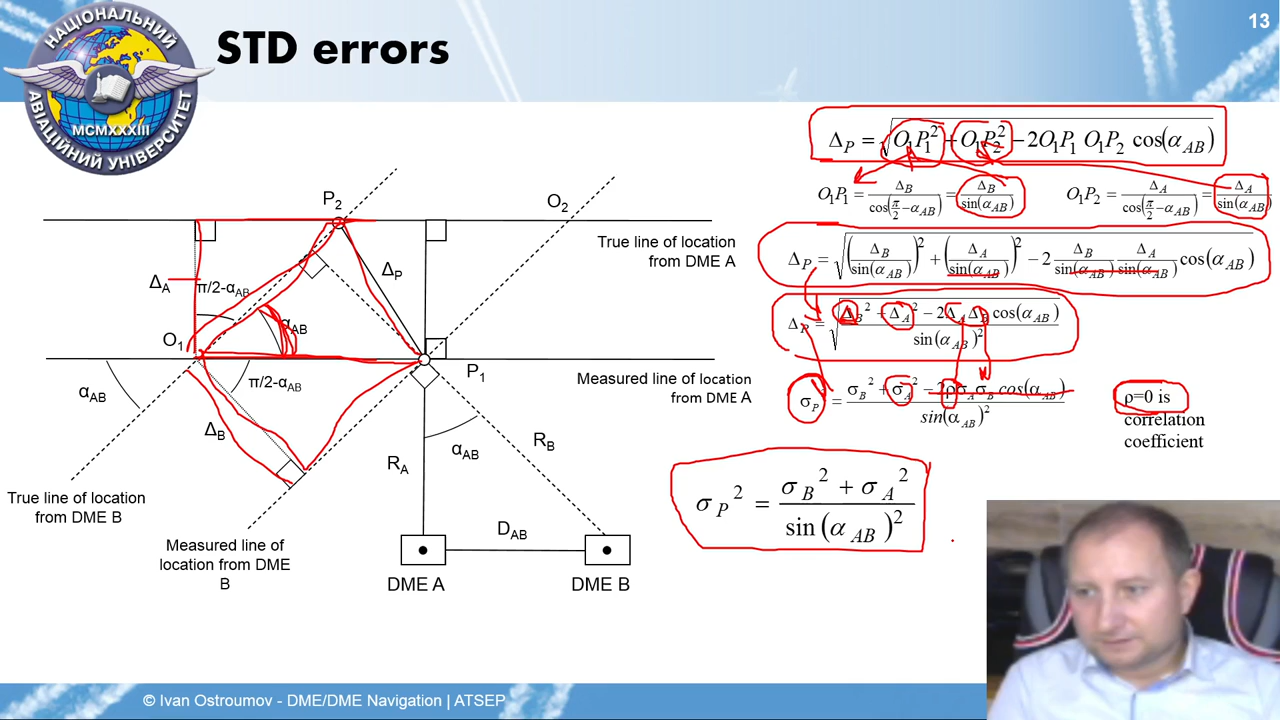 13
НАЦІОНАЛЬНИЙ
АВІАЦІЙНИЙ УНІВЕРСИТЕТ
MCMXXXIII
STD errors
P₂
O₂
True line of location
from DME A
Δ_A
π/2-α_AB
Δ_P
α_AB
O₁
P₁
Measured line of location
from DME A
α_AB
π/2-α_AB
Δ_B
R_A
α_AB
R_B
True line of location
from DME B
Measured line of
location from DME
B
D_AB
DME A
DME B
Δ_P = √(O₁P₁² + O₁P₂² − 2O₁P₁ O₁P₂ cos(α_AB))
O₁P₁ = Δ_B / cos(π/2 − α_AB) = Δ_B / sin(α_AB)
O₁P₂ = Δ_A / cos(π/2 − α_AB) = Δ_A / sin(α_AB)
Δ_P = √((Δ_B / sin(α_AB))² + (Δ_A / sin(α_AB))² − 2 Δ_B / sin(α_AB) Δ_A / sin(α_AB) cos(α_AB))
Δ_P = √((Δ_B² + Δ_A² − 2Δ_A Δ_B cos(α_AB)) / sin(α_AB)²)
σ_P = (σ_B² + σ_A² − 2ρσ_A σ_B cos(α_AB)) / sin(α_AB)²
ρ=0 is
correlation
coefficient
σ_P² = (σ_B² + σ_A²) / sin(α_AB)²
© Ivan Ostroumov - DME/DME Navigation | ATSEP